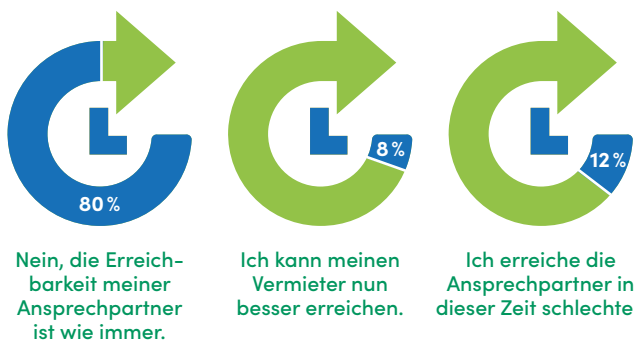 80 %
8 %
12 %
Nein, die Erreich-
barkeit meiner
Ansprechpartner
ist wie immer.
Ich kann meinen
Vermieter nun
besser erreichen.
Ich erreiche die
Ansprechpartner in
dieser Zeit schlechte